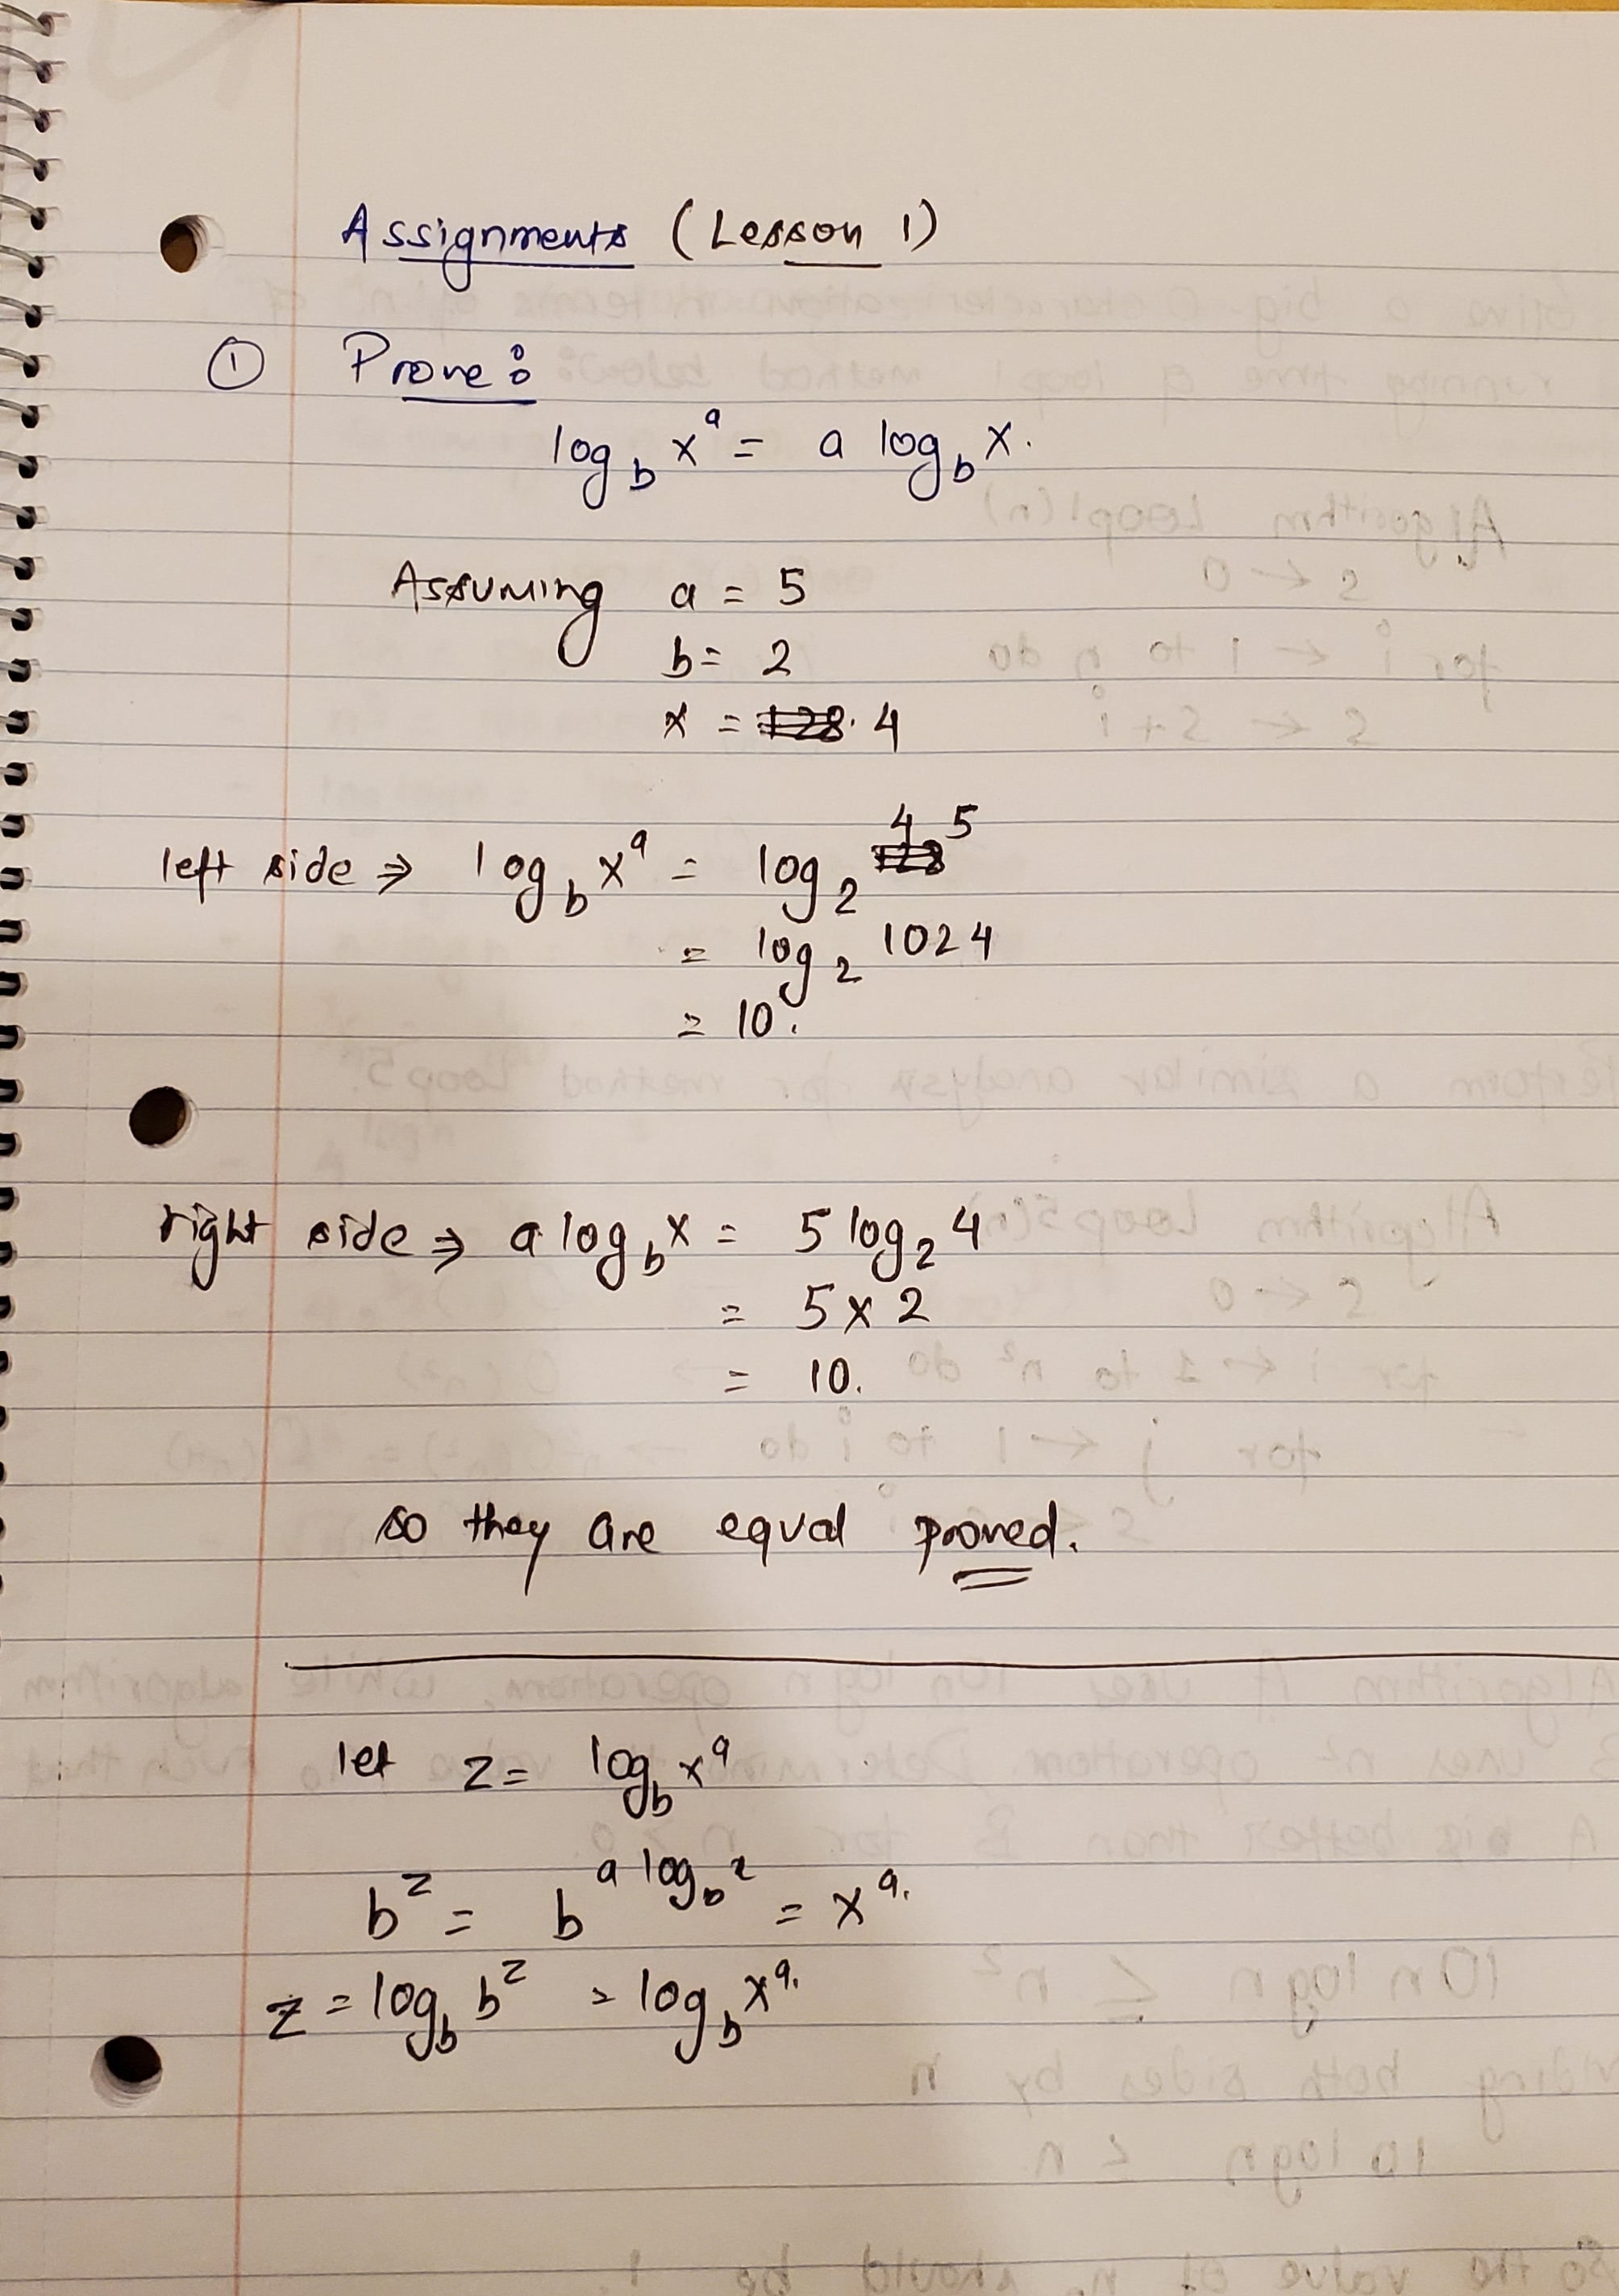 Assignments (Lesson 1)
① Prove:
log_b x^a = a log_b x.
Assuming a = 5
b = 2
x = 4
left side ⇒ log_b x^a = log_2 4^5
= log_2 1024
= 10.
right side ⇒ a log_b x = 5 log_2 4
= 5 x 2
= 10.
so they are equal proved.
let z = log_b x^a
b^z = b^{a log_b z} = x^a.
z = log_b b^z = log_b x^a.